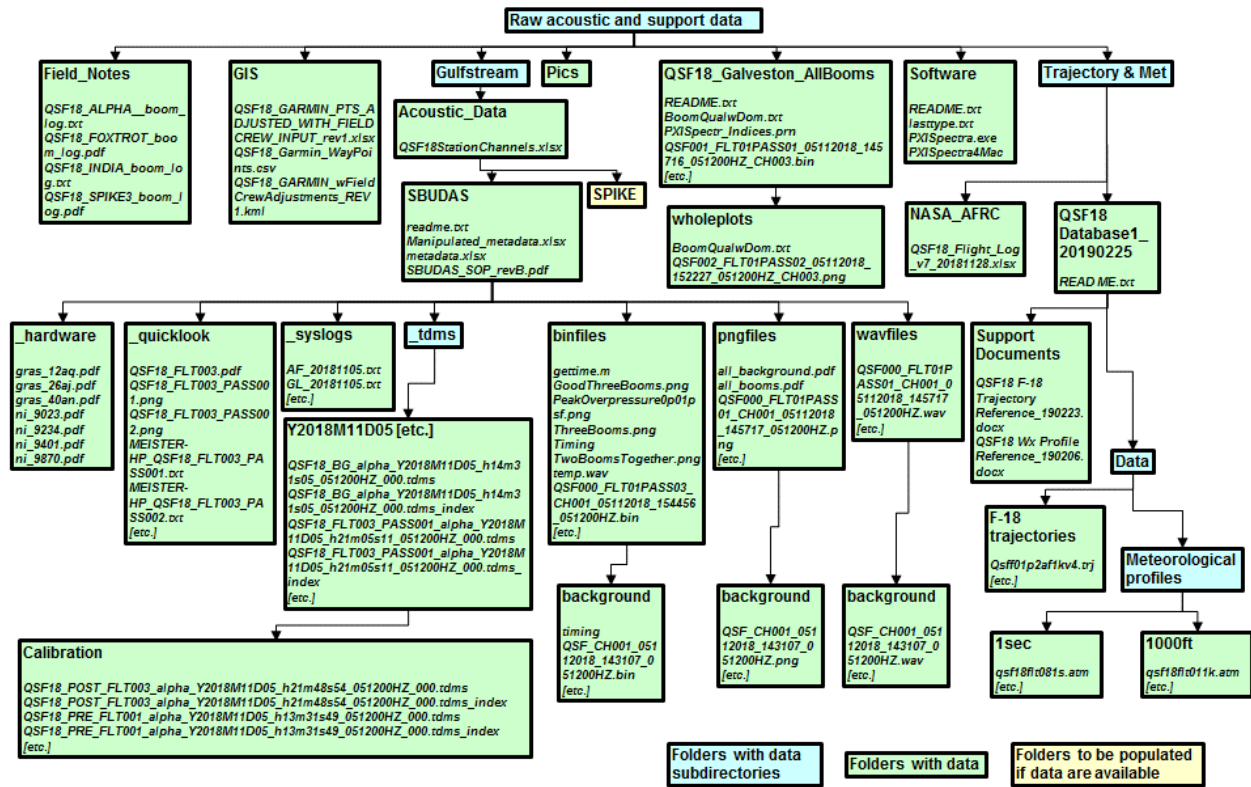 Raw acoustic and support data
Field_Notes
QSF18_ALPHA__boom_
log.txt
QSF18_FOXTROT_boo
m_log.pdf
QSF18_INDIA_boom_lo
g.txt
QSF18_SPIKE3_boom_l
og.pdf
GIS
QSF18_GARMIN_PTS_A
DJUSTED_WITH_FIELD
CREW_INPUT_rev1.xlsx
QSF18_Garmin_WayPoi
nts.csv
QSF18_GARMIN_wField
CrewAdjustments_REV
1.kml
Gulfstream
Pics
QSF18_Galveston_AllBooms
README.txt
BoomQualwDom.txt
PXISpectr_Indices.prn
QSF001_FLT01PASS01_05112018_145
716_051200HZ_CH003.bin
[etc.]
Software
README.txt
lasttype.txt
PXISpectra.exe
PXISpectra4Mac
Trajectory & Met
Acoustic_Data
QSF18StationChannels.xlsx
SBUDAS
readme.txt
Manipulated_metadata.xlsx
metadata.xlsx
SBUDAS_SOP_revB.pdf
SPIKE
wholeplots
BoomQualwDom.txt
QSF002_FLT01PASS02_05112018_
152227_051200HZ_CH003.png
NASA_AFRC
QSF18_Flight_Log
_v7_20181128.xlsx
QSF18
Database1_
20190225
READ ME.txt
_hardware
gras_12aq.pdf
gras_26aj.pdf
gras_40an.pdf
ni_9023.pdf
ni_9234.pdf
ni_9401.pdf
ni_9870.pdf
_quicklook
QSF18_FLT003.pdf
QSF18_FLT003_PASS00
1.png
QSF18_FLT003_PASS00
2.png
MEISTER-
HP_QSF18_FLT003_PA
SS001.txt
MEISTER-
HP_QSF18_FLT003_PA
SS002.txt
[etc.]
_syslogs
AF_20181105.txt
GL_20181105.txt
[etc.]
_tdms
binfiles
gettime.m
GoodThreeBooms.png
PeakOverpressure0p01p
sf.png
ThreeBooms.png
Timing
TwoBoomsTogether.png
temp.wav
QSF000_FLT01PASS03_
CH001_05112018_154456
_051200HZ.bin
[etc.]
pngfiles
all_background.pdf
all_booms.pdf
QSF000_FLT01PASS
01_CH001_05112018
_145717_051200HZ.p
ng
[etc.]
wavfiles
QSF000_FLT01P
ASS01_CH001_0
5112018_145717
_051200HZ.wav
[etc.]
Support
Documents
QSF18 F-18
Trajectory
Reference_190223.
docx
QSF18 Wx Profile
Reference_190206.
docx
Y2018M11D05 [etc.]
QSF18_BG_alpha_Y2018M11D05_h14m3
1s05_051200HZ_000.tdms
QSF18_BG_alpha_Y2018M11D05_h14m3
1s05_051200HZ_000.tdms_index
QSF18_FLT003_PASS001_alpha_Y2018M
11D05_h21m05s11_051200HZ_000.tdms
QSF18_FLT003_PASS001_alpha_Y2018M
11D05_h21m05s11_051200HZ_000.tdms_
index
[etc.]
Data
F-18
trajectories
Qsff01p2af1kv4.trj
[etc.]
Meteorological
profiles
background
timing
QSF_CH001_051
12018_143107_0
51200HZ.bin
[etc.]
background
QSF_CH001_051
12018_143107_0
51200HZ.png
[etc.]
background
QSF_CH001_051
12018_143107_0
51200HZ.wav
[etc.]
1sec
qsf18flt081s.atm
[etc.]
1000ft
qsf18flt011k.atm
[etc.]
Calibration
QSF18_POST_FLT003_alpha_Y2018M11D05_h21m48s54_051200HZ_000.tdms
QSF18_POST_FLT003_alpha_Y2018M11D05_h21m48s54_051200HZ_000.tdms_index
QSF18_PRE_FLT001_alpha_Y2018M11D05_h13m31s49_051200HZ_000.tdms
QSF18_PRE_FLT001_alpha_Y2018M11D05_h13m31s49_051200HZ_000.tdms_index
[etc.]
Folders with data
subdirectories
Folders with data
Folders to be populated
if data are available